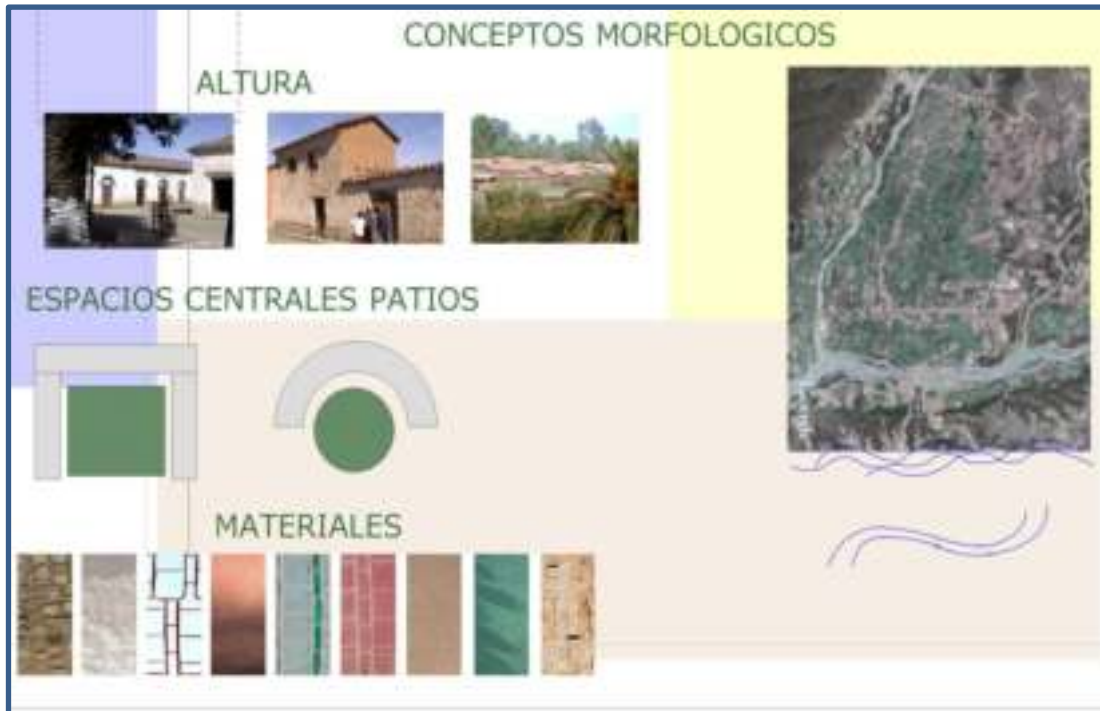 CONCEPTOS MORFOLOGICOS
ALTURA
ESPACIOS CENTRALES PATIOS
MATERIALES